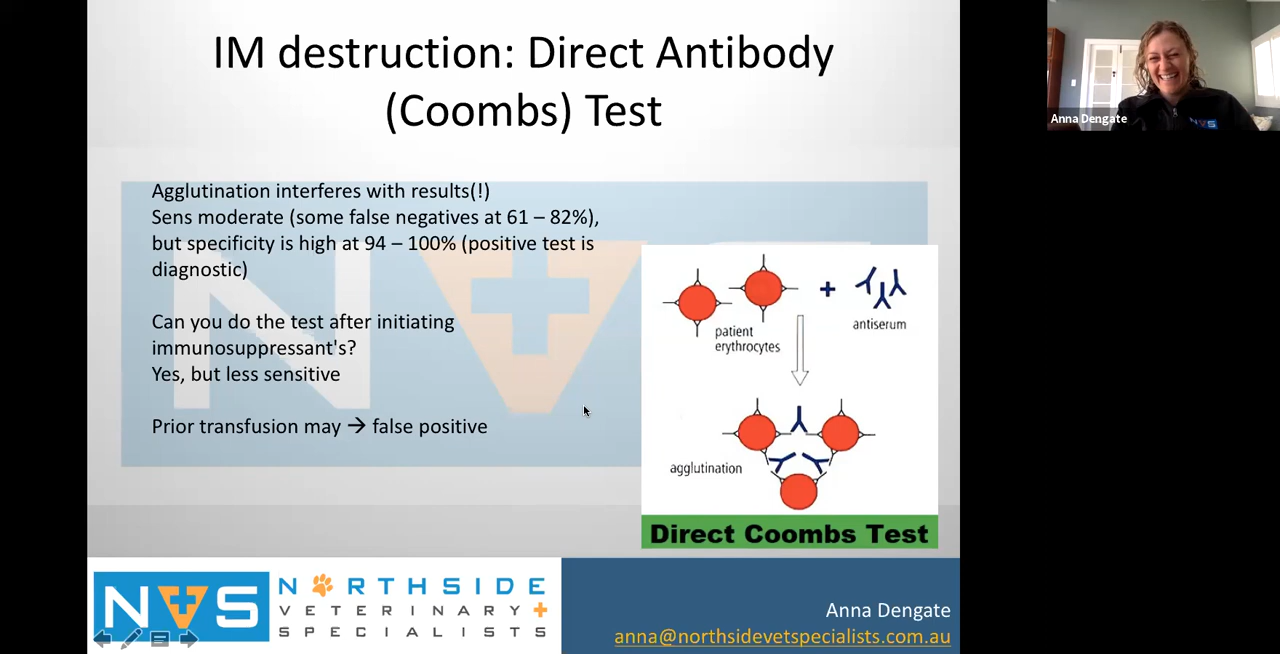 IM destruction: Direct Antibody
(Coombs) Test
Agglutination interferes with results(!)
Sens moderate (some false negatives at 61 – 82%),
but specificity is high at 94 – 100% (positive test is
diagnostic)
Can you do the test after initiating
immunosuppressant's?
Yes, but less sensitive
Prior transfusion may → false positive
patient
erythrocytes
+
antiserum
agglutination
Direct Coombs Test
NVS
NORTHSIDE
VETERINARY+
SPECIALISTS
Anna Dengate
anna@northsidevetspecialists.com.au
Anna Dengate
NVS